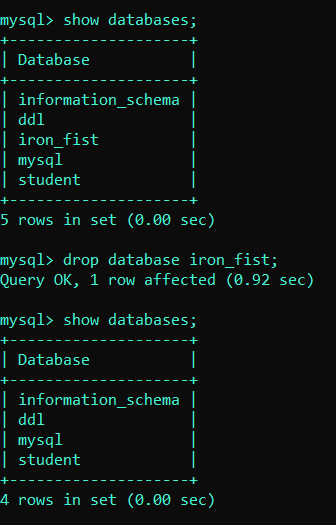 mysql> show databases;
+--------------------+
| Database           |
+--------------------+
| information_schema |
| ddl                |
| iron_fist          |
| mysql              |
| student            |
+--------------------+
5 rows in set (0.00 sec)

mysql> drop database iron_fist;
Query OK, 1 row affected (0.92 sec)

mysql> show databases;
+--------------------+
| Database           |
+--------------------+
| information_schema |
| ddl                |
| mysql              |
| student            |
+--------------------+
4 rows in set (0.00 sec)